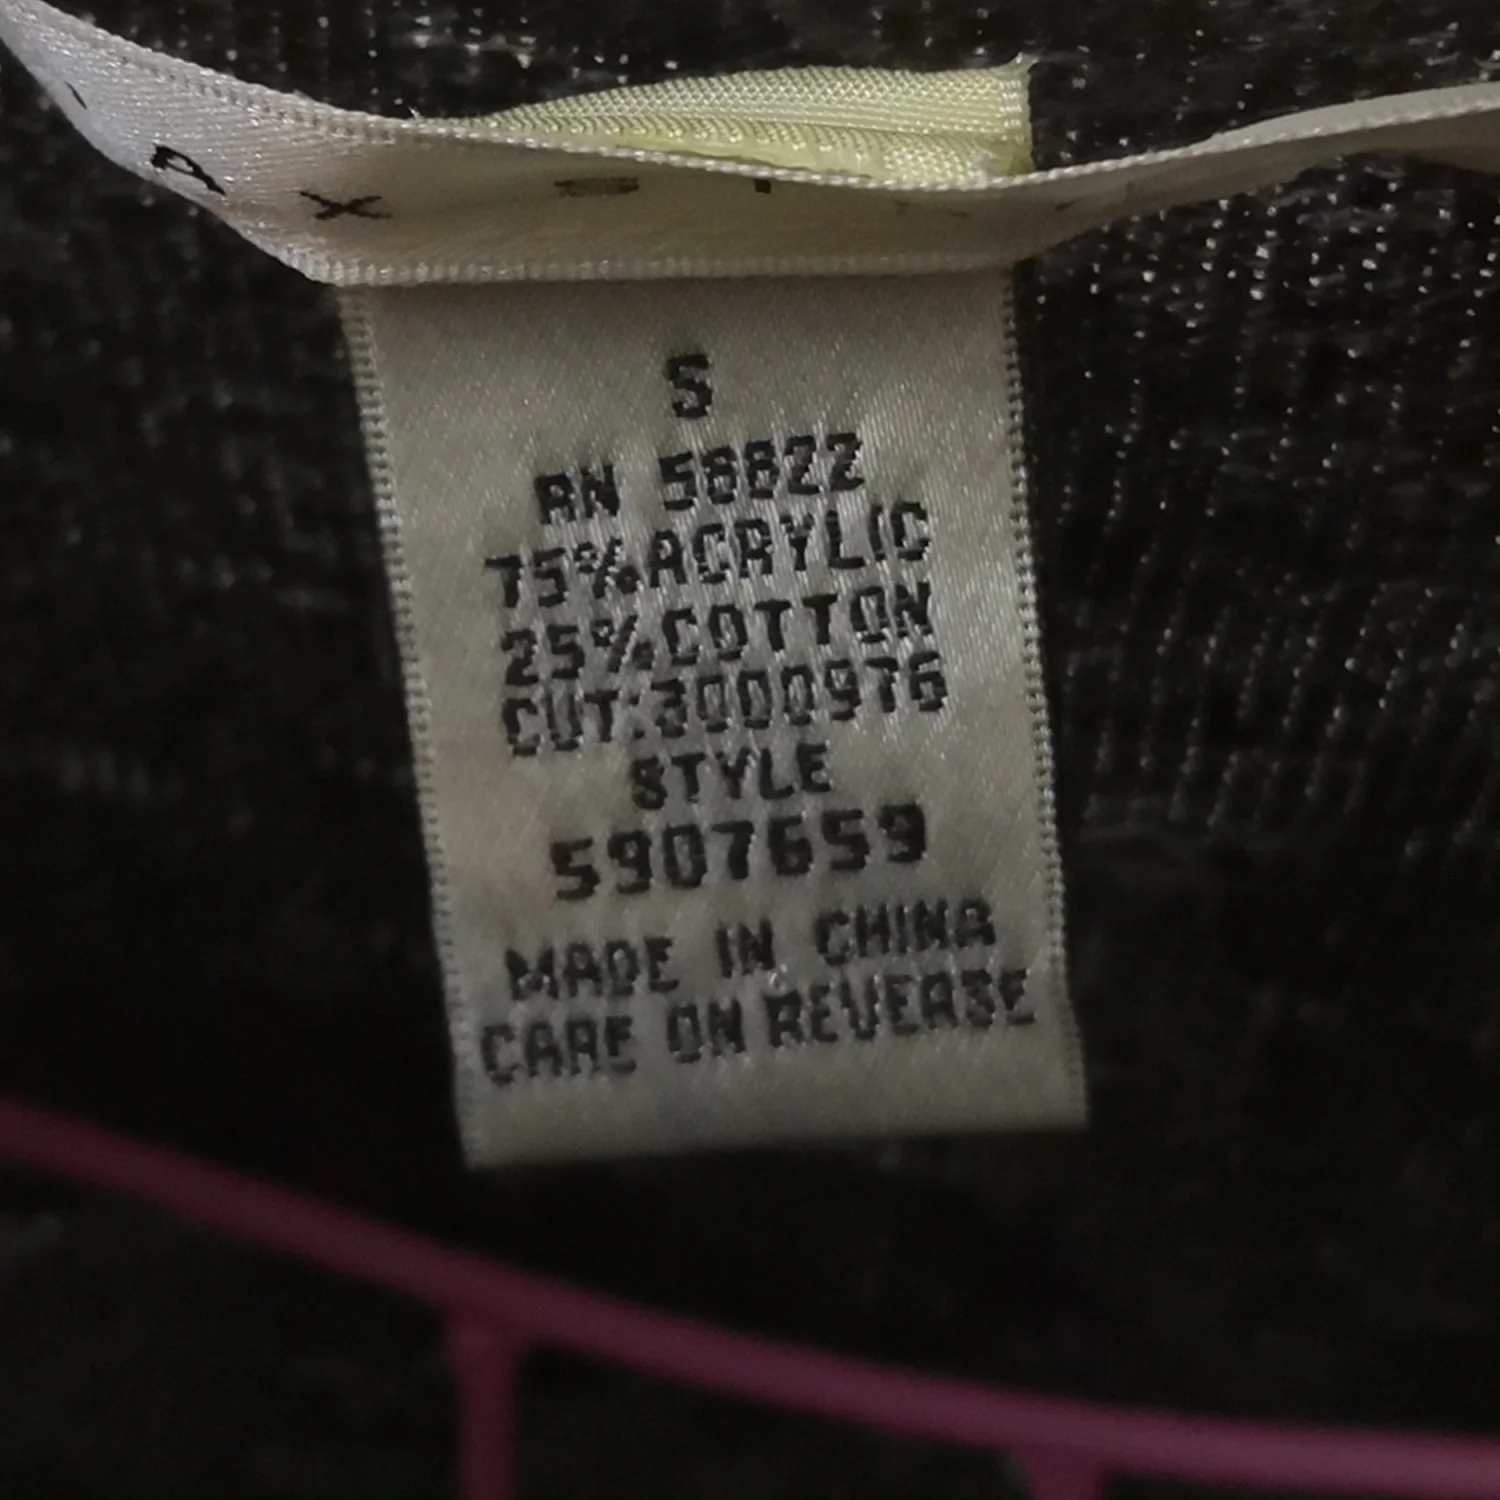 S
RN 58822
75%ACRYLIC
25%COTTON
CUT:3000976
STYLE
5907659
MADE IN CHINA
CARE ON REVERSE